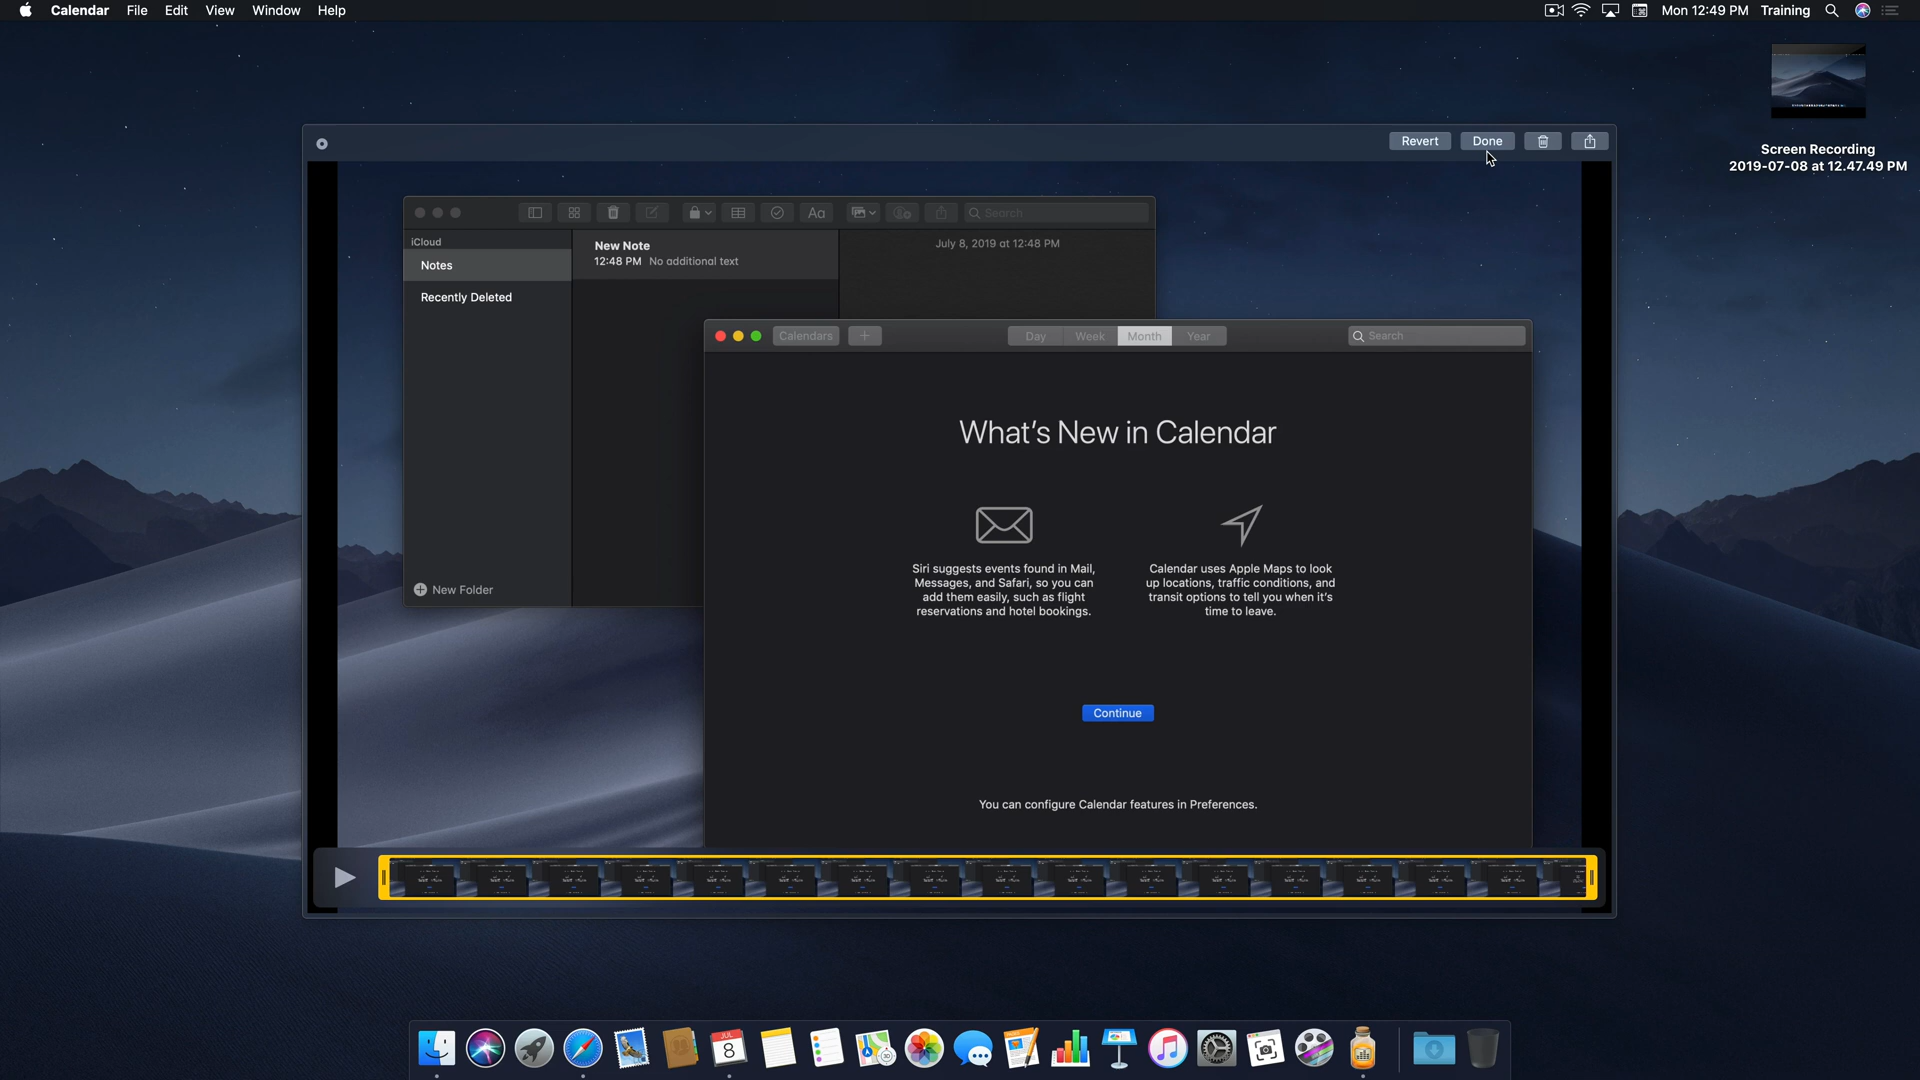 Calendar File Edit View Window Help
Mon 12:49 PM Training
Screen Recording
2019-07-08 at 12.47.49 PM
Revert Done
Aa Search
iCloud
Notes
Recently Deleted
New Folder
New Note
12:48 PM No additional text
July 8, 2019 at 12:48 PM
Calendars + Day Week Month Year Search
What's New in Calendar
Siri suggests events found in Mail,
Messages, and Safari, so you can
add them easily, such as flight
reservations and hotel bookings.
Calendar uses Apple Maps to look
up locations, traffic conditions, and
transit options to tell you when it's
time to leave.
Continue
You can configure Calendar features in Preferences.
JUL
8
3D